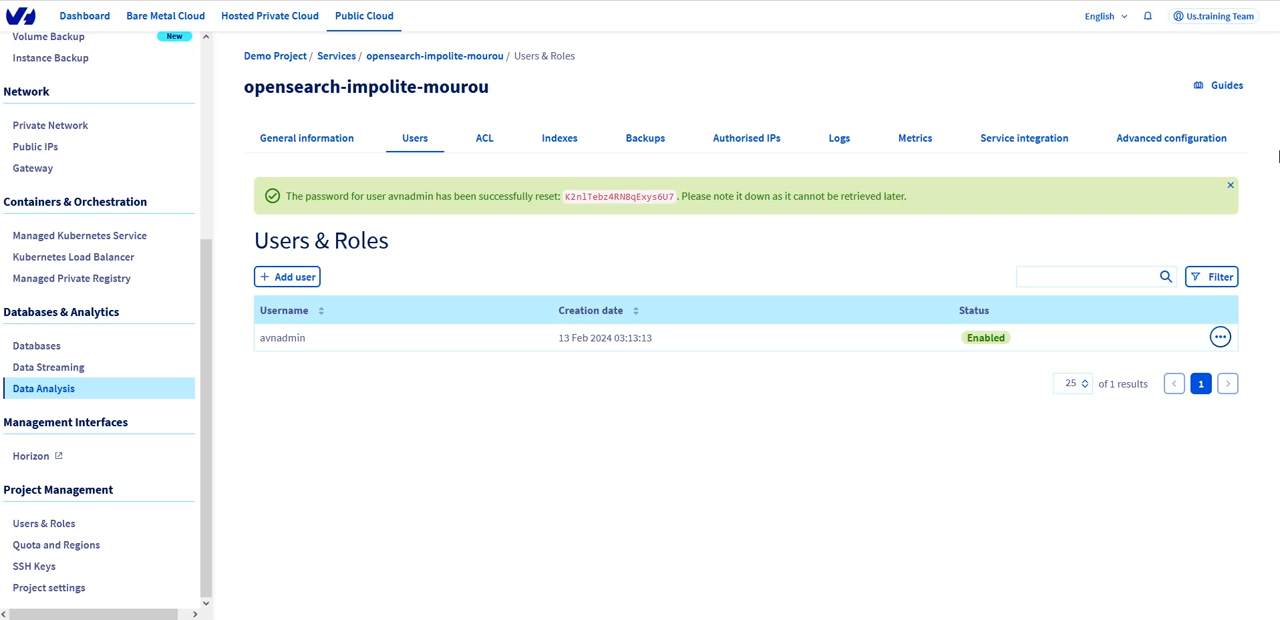 Dashboard Bare Metal Cloud Hosted Private Cloud Public Cloud English Us.training Team
Volume Backup New
Instance Backup
Network
Private Network
Public IPs
Gateway
Containers & Orchestration
Managed Kubernetes Service
Kubernetes Load Balancer
Managed Private Registry
Databases & Analytics
Databases
Data Streaming
Data Analysis
Management Interfaces
Horizon
Project Management
Users & Roles
Quota and Regions
SSH Keys
Project settings
Demo Project / Services / opensearch-impolite-mourou / Users & Roles
opensearch-impolite-mourou
Guides
General information Users ACL Indexes Backups Authorised IPs Logs Metrics Service integration Advanced configuration
The password for user avnadmin has been successfully reset: K2nlTebz4RN8qExys6U7. Please note it down as it cannot be retrieved later.
Users & Roles
+ Add user
Filter
Username Creation date Status
avnadmin 13 Feb 2024 03:13:13 Enabled
25 of 1 results 1